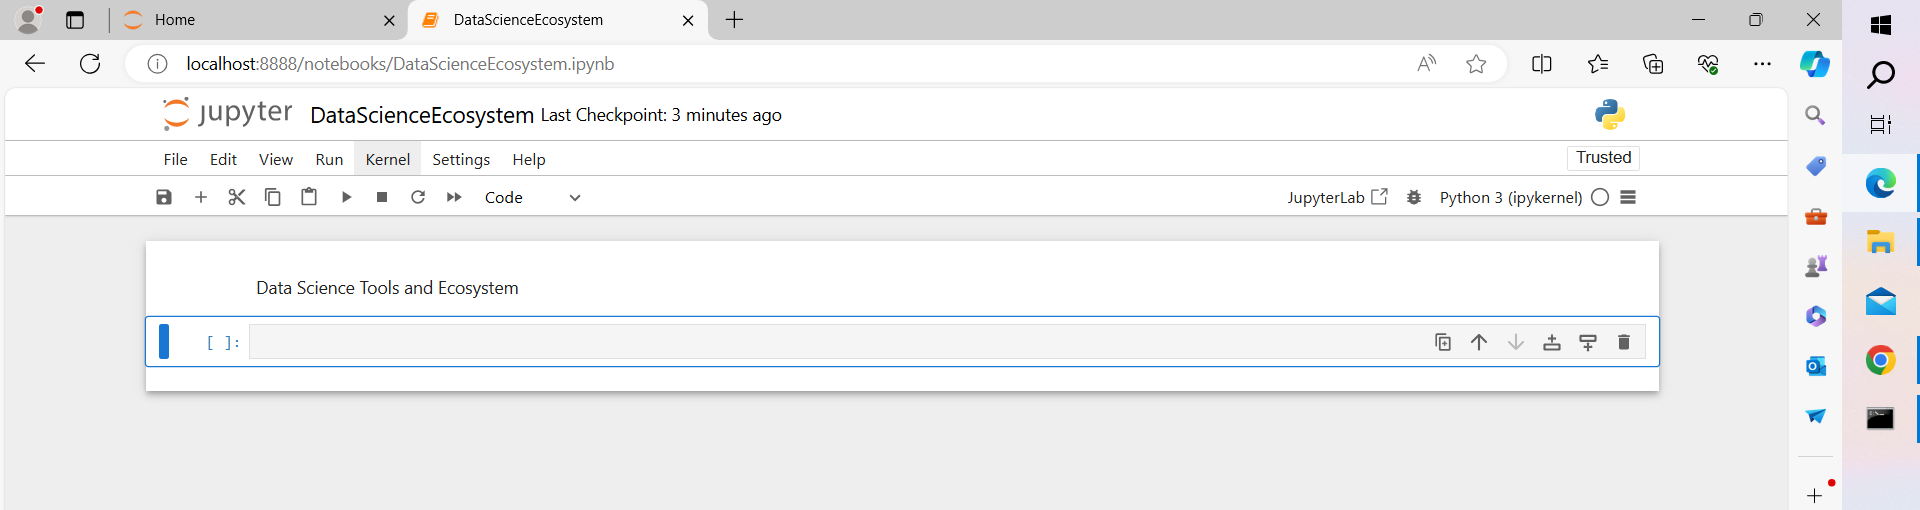 Home
DataScienceEcosystem
localhost:8888/notebooks/DataScienceEcosystem.ipynb
jupyter DataScienceEcosystem Last Checkpoint: 3 minutes ago
File Edit View Run Kernel Settings Help
Trusted
Code
JupyterLab
Python 3 (ipykernel)
Data Science Tools and Ecosystem
[ ]: